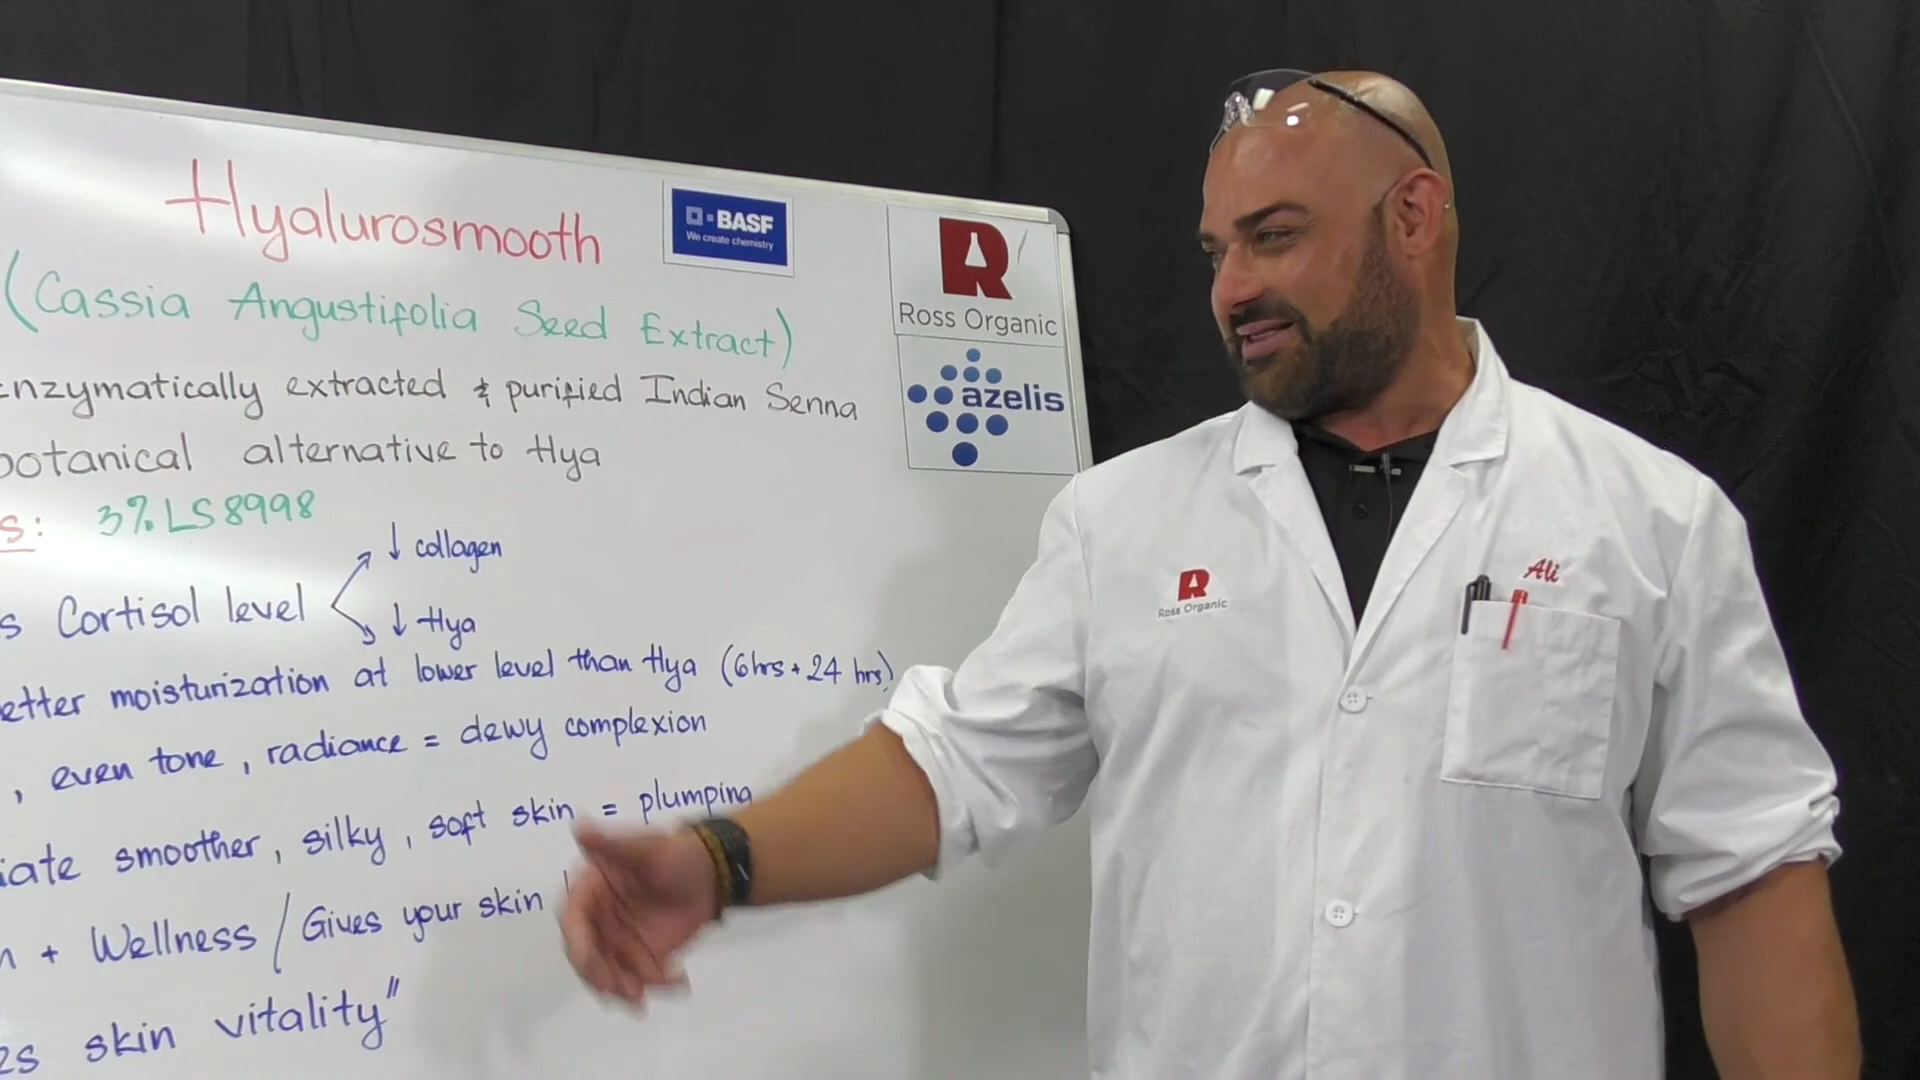 Hyalurosmooth
BASF
We create chemistry
R
Ross Organic
azelis
(Cassia Angustifolia Seed Extract)
Enzymatically extracted & purified Indian Senna
botanical alternative to Hya
s: 3% LS8998
s Cortisol level
↓ collagen
↓ Hya
etter moisturization at lower level than Hya (6hrs + 24 hrs)
, even tone, radiance = dewy complexion
iate smoother, silky, soft skin = plumping
n + Wellness / Gives your skin
es skin vitality"
R
Ross Organic
Ali